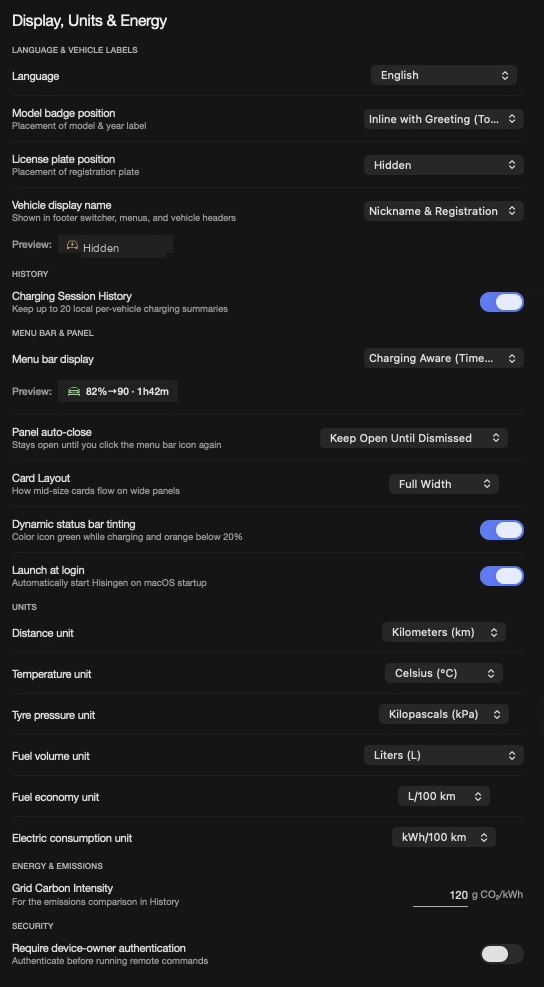 Display, Units & Energy
LANGUAGE & VEHICLE LABELS
Language
English
Model badge position
Placement of model & year label
Inline with Greeting (To...
License plate position
Placement of registration plate
Hidden
Vehicle display name
Shown in footer switcher, menus, and vehicle headers
Nickname & Registration
Preview: Hidden
HISTORY
Charging Session History
Keep up to 20 local per-vehicle charging summaries
MENU BAR & PANEL
Menu bar display
Charging Aware (Time...
Preview: 82%→90 · 1h42m
Panel auto-close
Stays open until you click the menu bar icon again
Keep Open Until Dismissed
Card Layout
How mid-size cards flow on wide panels
Full Width
Dynamic status bar tinting
Color icon green while charging and orange below 20%
Launch at login
Automatically start Hisingen on macOS startup
UNITS
Distance unit
Kilometers (km)
Temperature unit
Celsius (°C)
Tyre pressure unit
Kilopascals (kPa)
Fuel volume unit
Liters (L)
Fuel economy unit
L/100 km
Electric consumption unit
kWh/100 km
ENERGY & EMISSIONS
Grid Carbon Intensity
For the emissions comparison in History
120 g CO₂/kWh
SECURITY
Require device-owner authentication
Authenticate before running remote commands